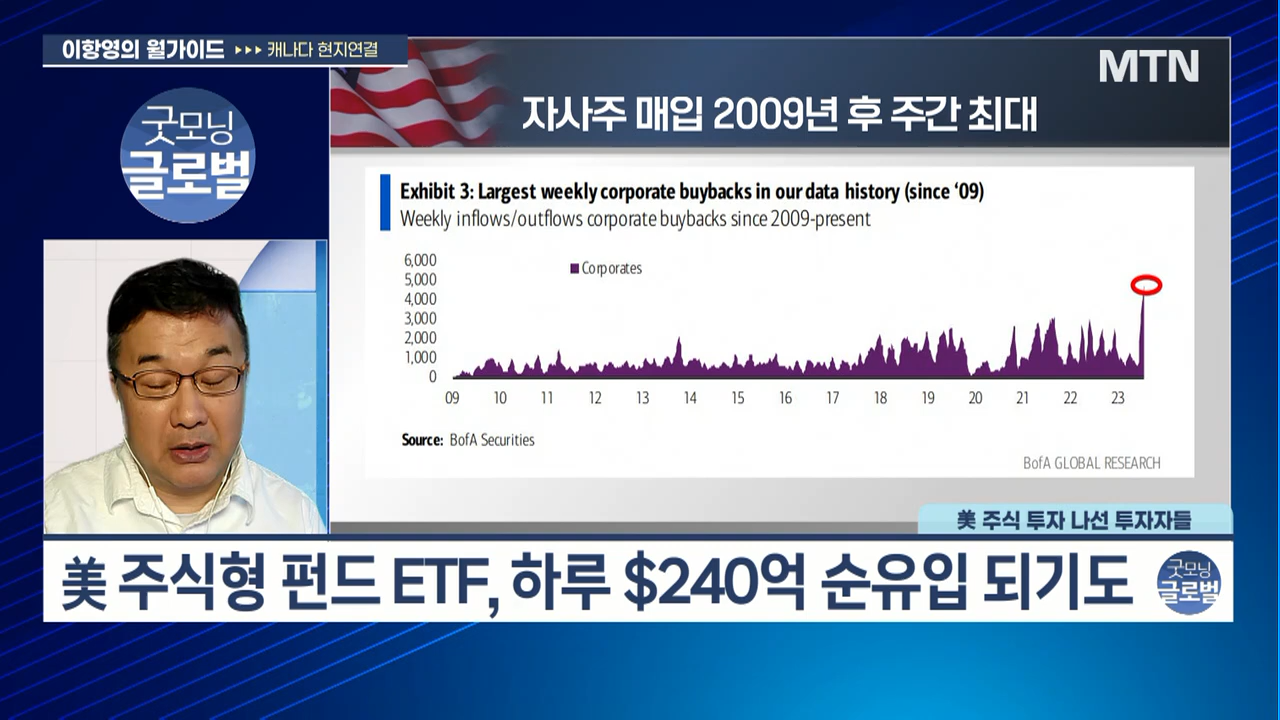 이항영의 월가이드 ▸▸▸ 캐나다 현지연결
MTN
굿모닝
글로벌
자사주 매입 2009년 후 주간 최대
Exhibit 3: Largest weekly corporate buybacks in our data history (since ‘09)
Weekly inflows/outflows corporate buybacks since 2009-present
Corporates
6,000
5,000
4,000
3,000
2,000
1,000
0
09 10 11 12 13 14 15 16 17 18 19 20 21 22 23
Source: BofA Securities
BofA GLOBAL RESEARCH
美 주식 투자 나선 투자자들
美 주식형 펀드 ETF, 하루 $240억 순유입 되기도
굿모닝
글로벌